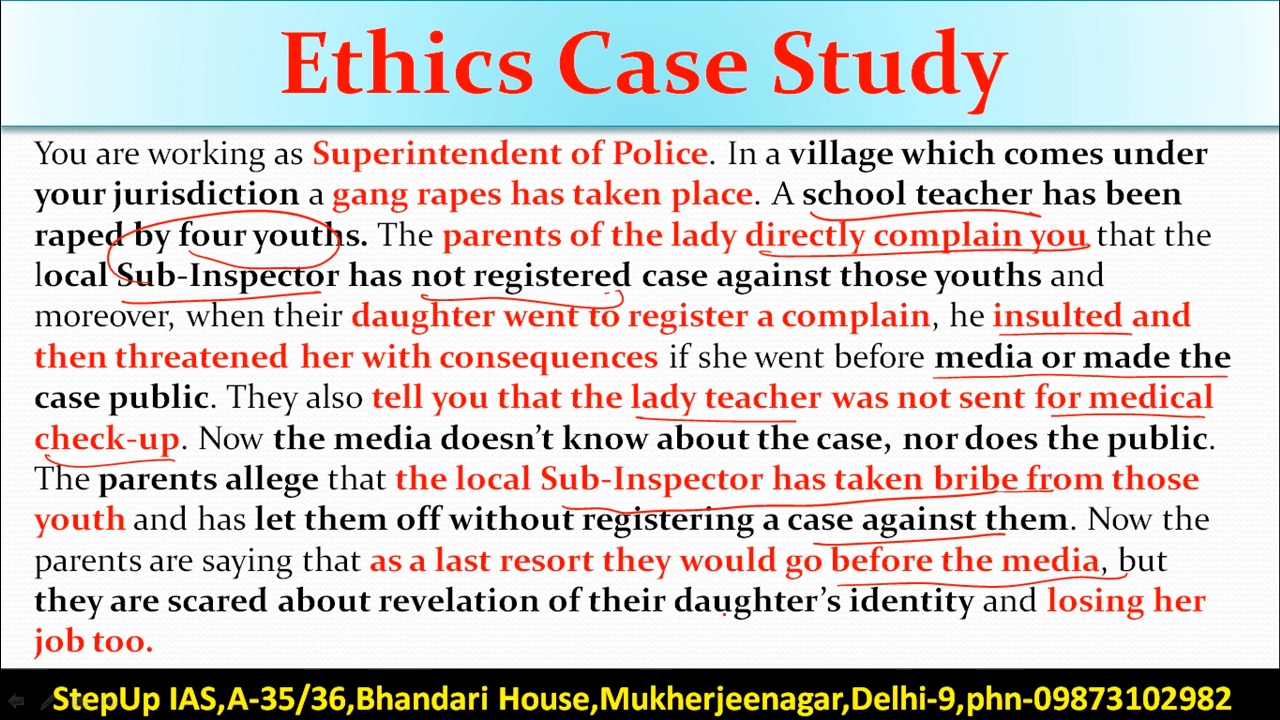 Ethics Case Study
You are working as Superintendent of Police. In a village which comes under
your jurisdiction a gang rapes has taken place. A school teacher has been
raped by four youths. The parents of the lady directly complain you that the
local Sub-Inspector has not registered case against those youths and
moreover, when their daughter went to register a complain, he insulted and
then threatened her with consequences if she went before media or made the
case public. They also tell you that the lady teacher was not sent for medical
check-up. Now the media doesn't know about the case, nor does the public.
The parents allege that the local Sub-Inspector has taken bribe from those
youth and has let them off without registering a case against them. Now the
parents are saying that as a last resort they would go before the media, but
they are scared about revelation of their daughter's identity and losing her
job too.
StepUp IAS,A-35/36,Bhandari House,Mukherjeenagar,Delhi-9,phn-09873102982